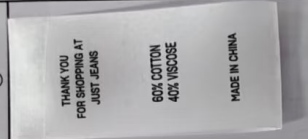 THANK YOU
FOR SHOPPING AT
JUST JEANS
60% COTTON
40% VISCOSE
MADE IN CHINA